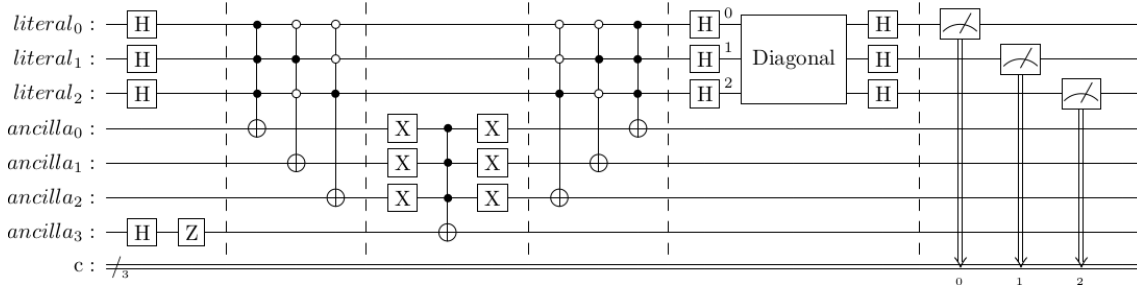 literal₀ : H H ⁰ H
literal₁ : H H ¹ Diagonal H
literal₂ : H H ² H
ancilla₀ : X X
ancilla₁ : X X
ancilla₂ : X X
ancilla₃ : H Z
c : 3 0 1 2